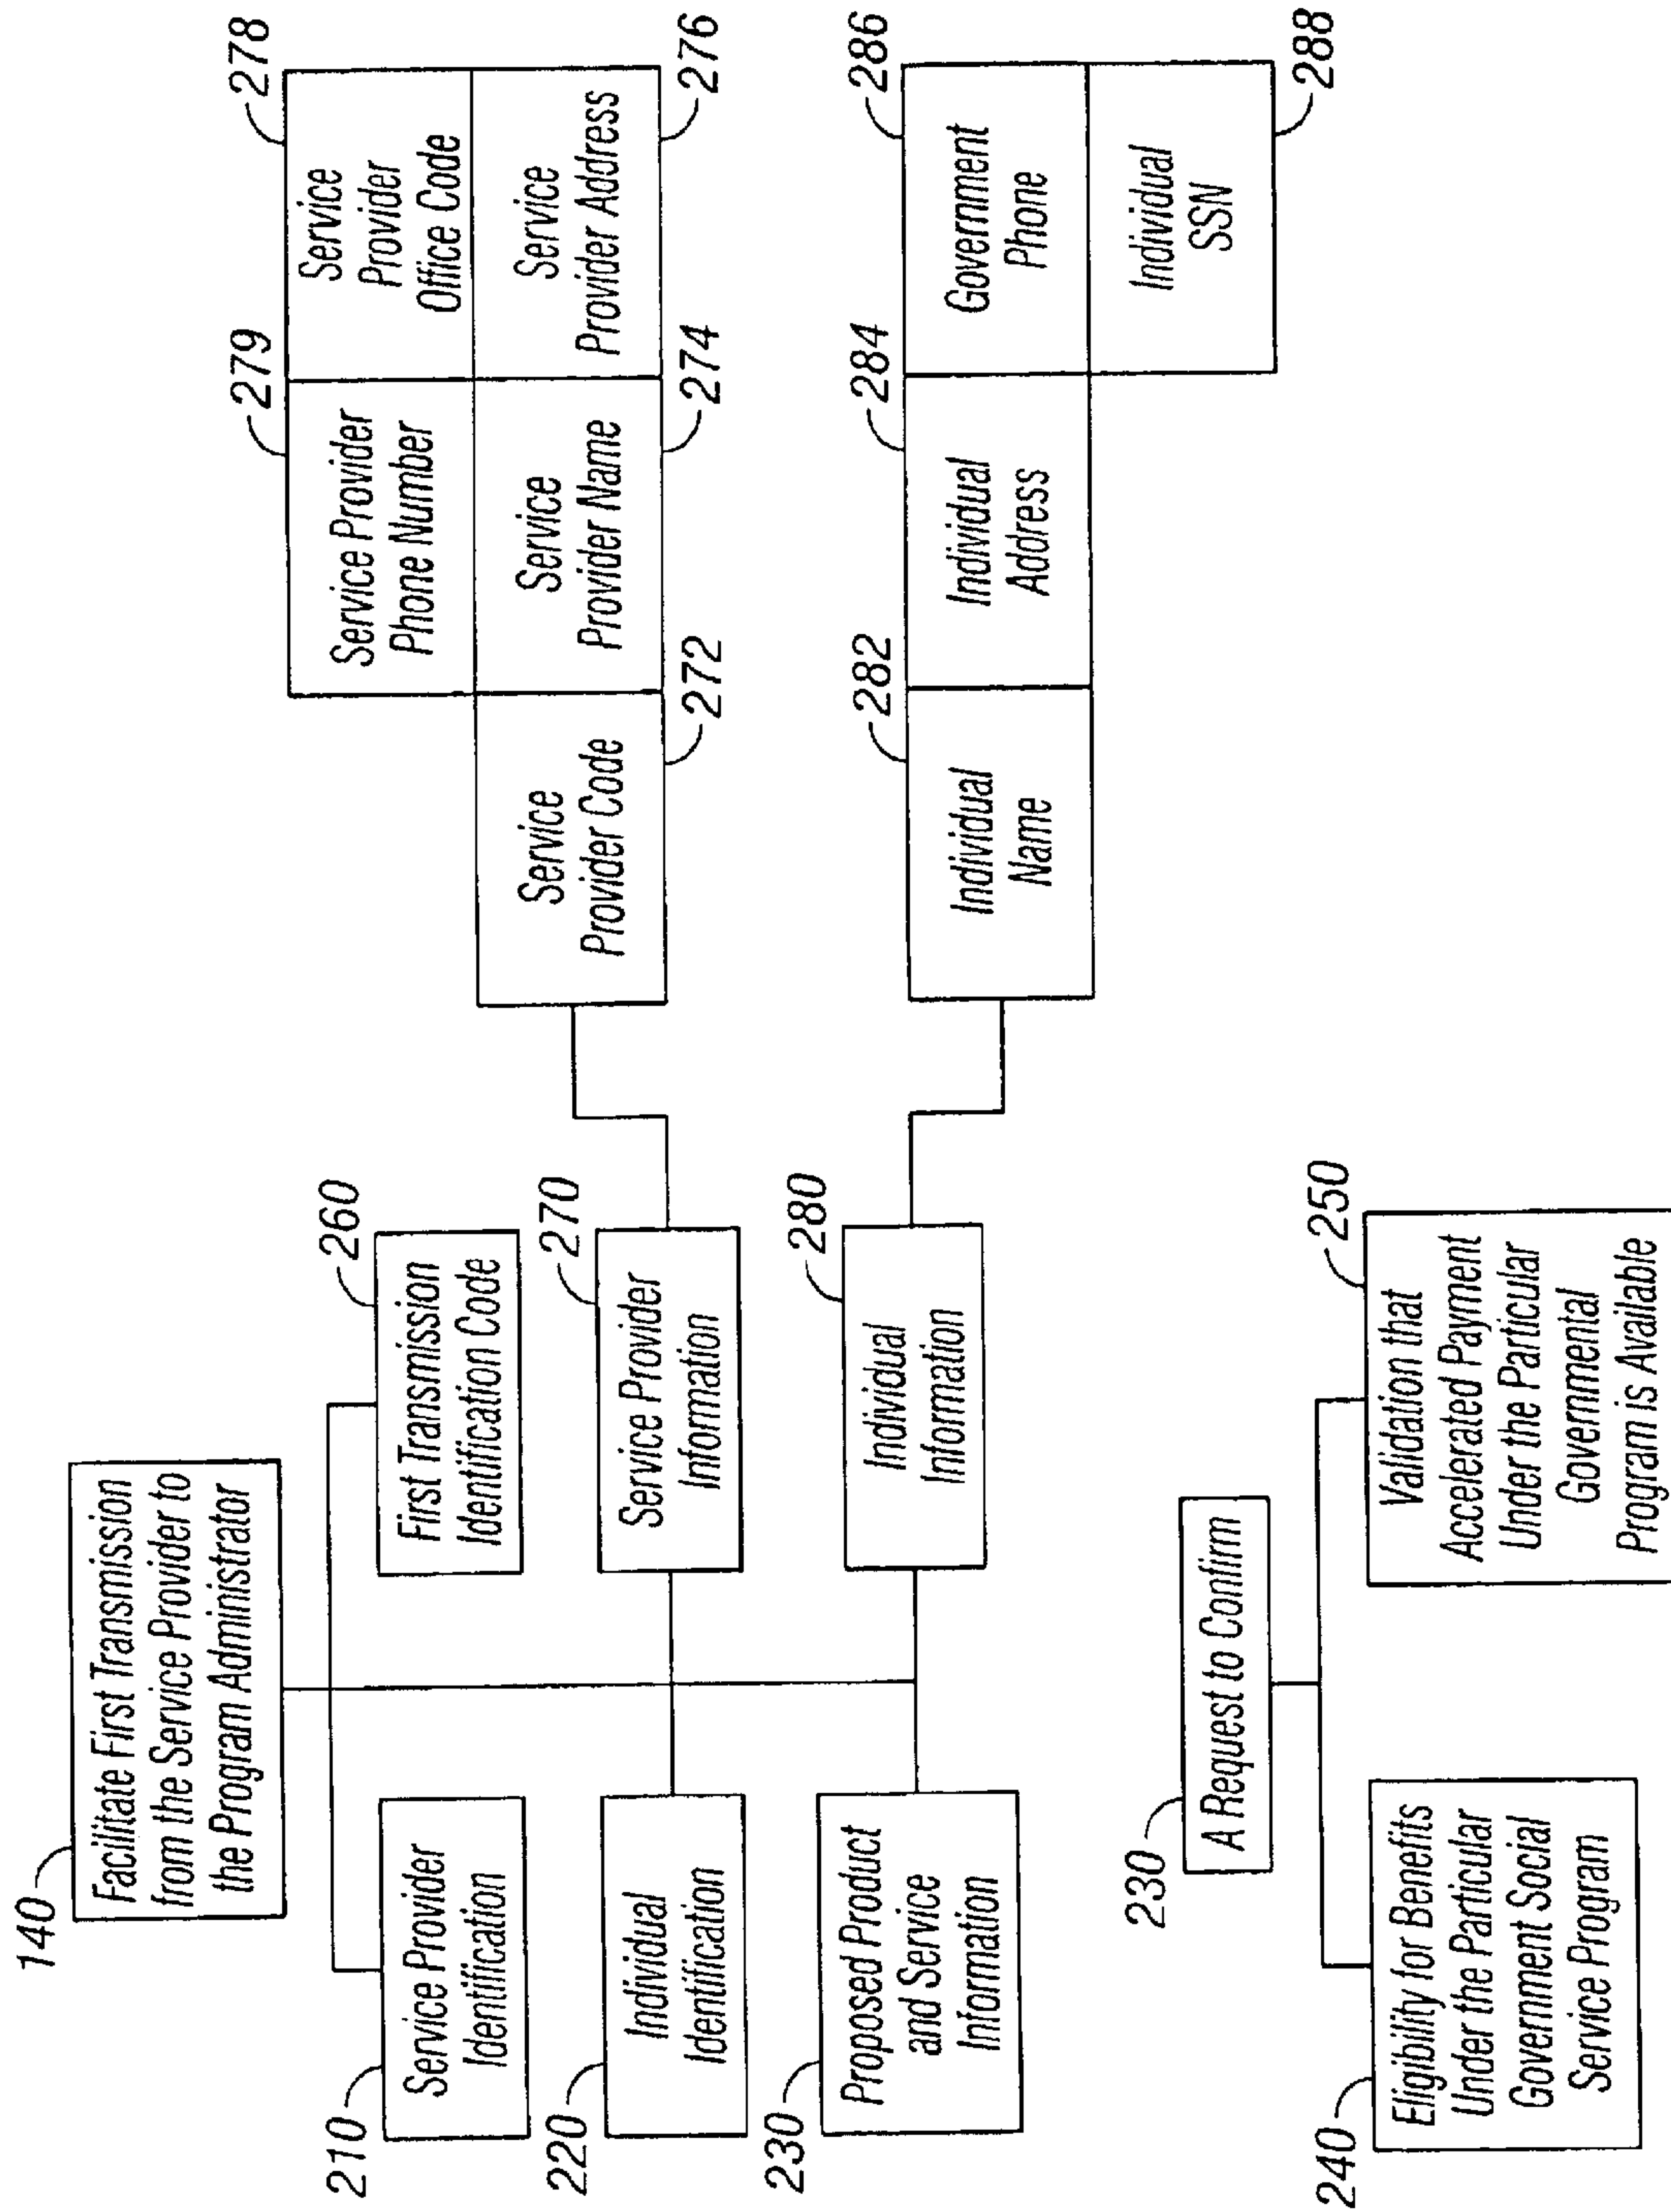 140
Facilitate First Transmission
from the Service Provider to
the Program Administrator
210
Service Provider
Identification
260
First Transmission
Identification Code
220
Individual
Identification
270
Service Provider
Information
230
Proposed Product
and Service
Information
280
Individual
Information
279
Service Provider
Phone Number
278
Service
Provider
Office Code
272
Service
Provider Code
274
Service
Provider Name
276
Service
Provider Address
282
Individual
Name
284
Individual
Address
286
Government
Phone
288
Individual
SSN
230
A Request to Confirm
240
Eligibility for Benefits
Under the Particular
Government Social
Service Program
250
Validation that
Accelerated Payment
Under the Particular
Governmental
Program is Available